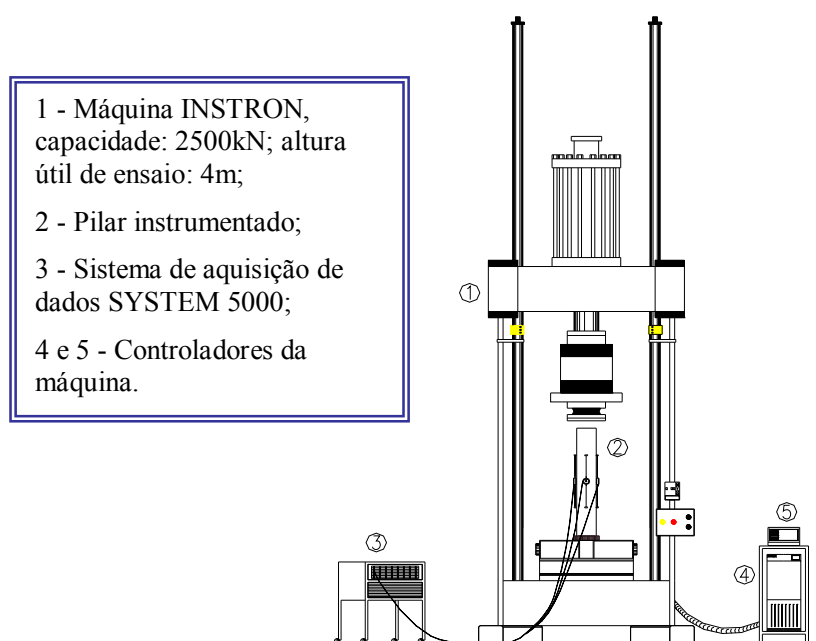 1 - Máquina INSTRON,
capacidade: 2500kN; altura
útil de ensaio: 4m;
2 - Pilar instrumentado;
3 - Sistema de aquisição de
dados SYSTEM 5000;
4 e 5 - Controladores da
máquina.
1
2
5
3
4